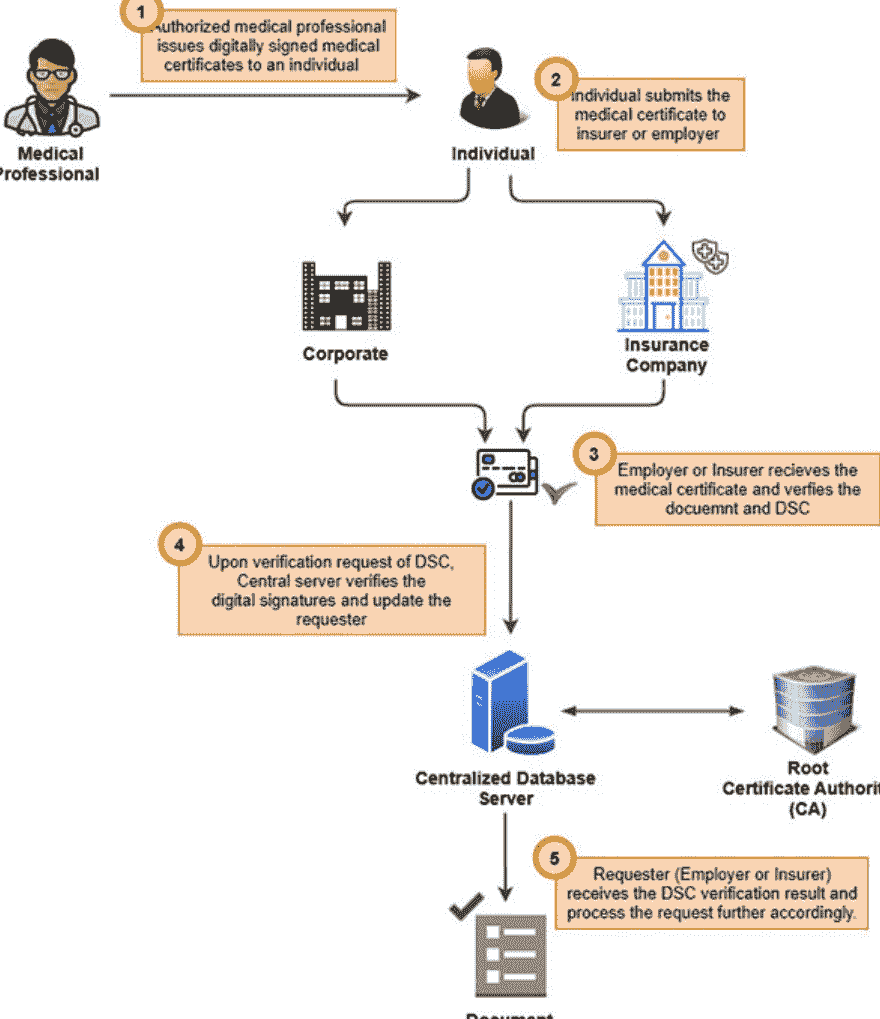 1
Authorized medical professional
issues digitally signed medical
certificates to an individual
Medical
Professional
Individual
2
Individual submits the
medical certificate to
insurer or employer
Corporate
Insurance
Company
3
Employer or Insurer recieves the
medical certificate and verfies the
docuemnt and DSC
4
Upon verification request of DSC,
Central server verifies the
digital signatures and update the
requester
Centralized Database
Server
Root
Certificate Authorit
(CA)
5
Requester (Employer or Insurer)
receives the DSC verification result and
process the request further accordingly.
Document